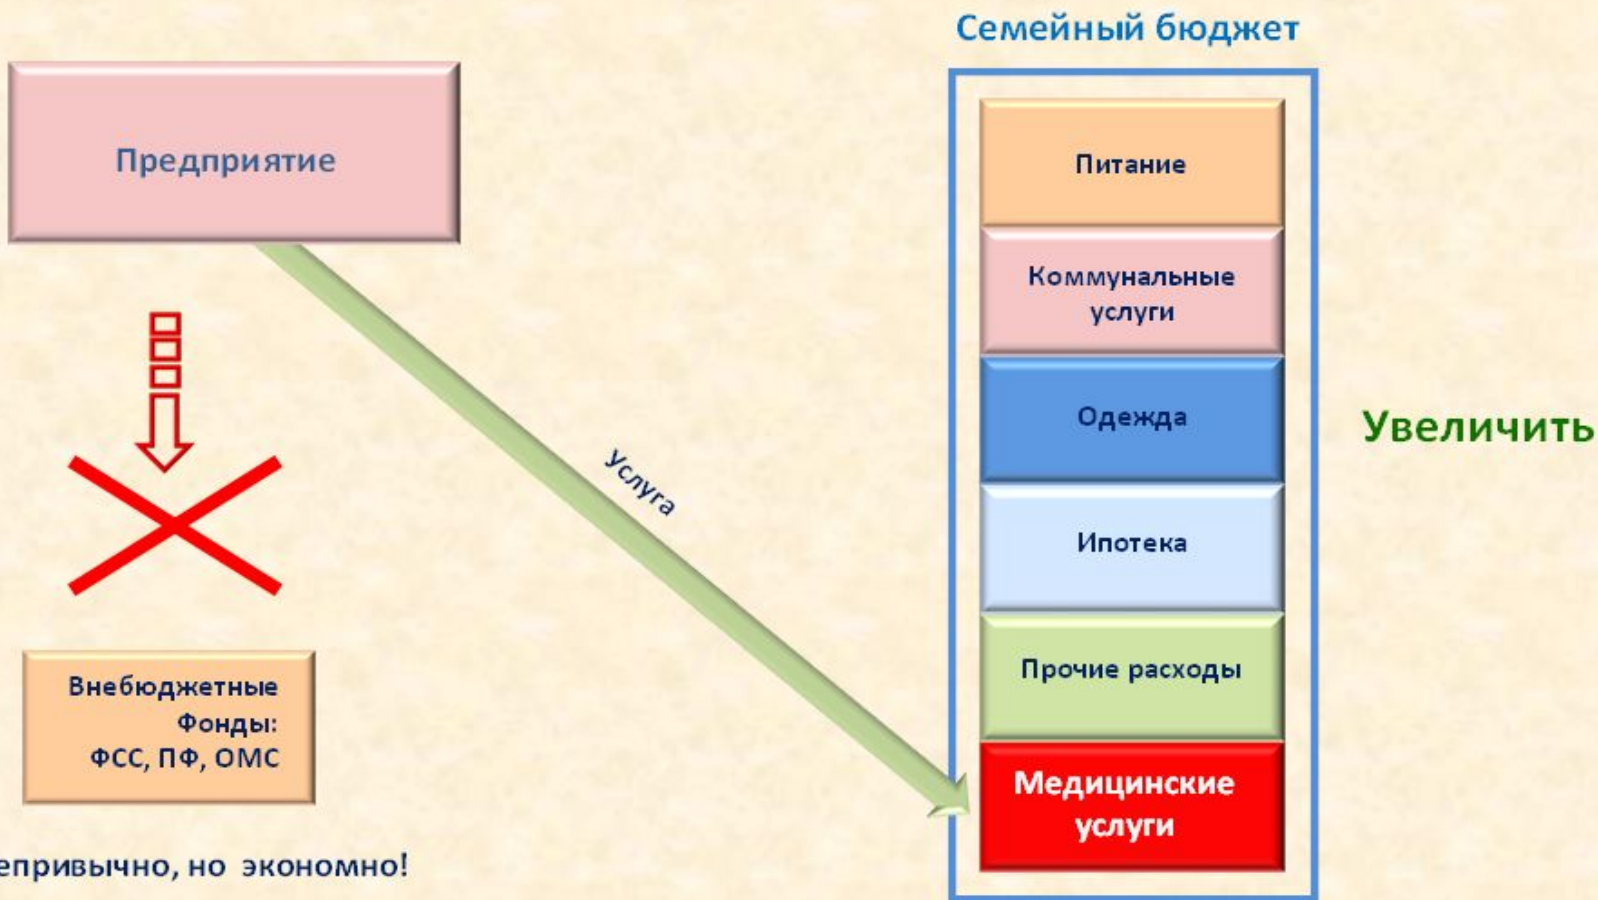 Семейный бюджет
Предприятие
Питание
Коммунальные
услуги
Одежда
Увеличить
Услуга
Ипотека
Прочие расходы
Внебюджетные
Фонды:
ФСС, ПФ, ОМС
Медицинские
услуги
епривычно, но экономно!